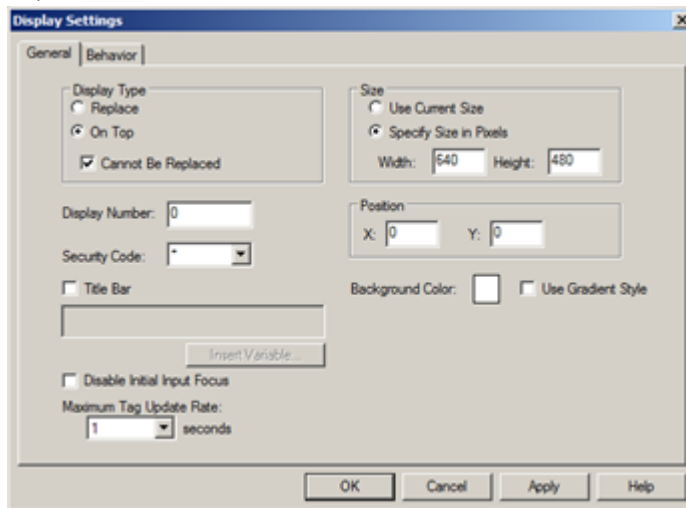 Display Settings
General
Behavior
Display Type
Replace
On Top
Cannot Be Replaced
Display Number: 0
Security Code: *
Title Bar
Insert Variable...
Disable Initial Input Focus
Maximum Tag Update Rate:
1 seconds
Size
Use Current Size
Specify Size in Pixels
Width: 640 Height: 480
Position
X: 0 Y: 0
Background Color: Use Gradient Style
OK Cancel Apply Help